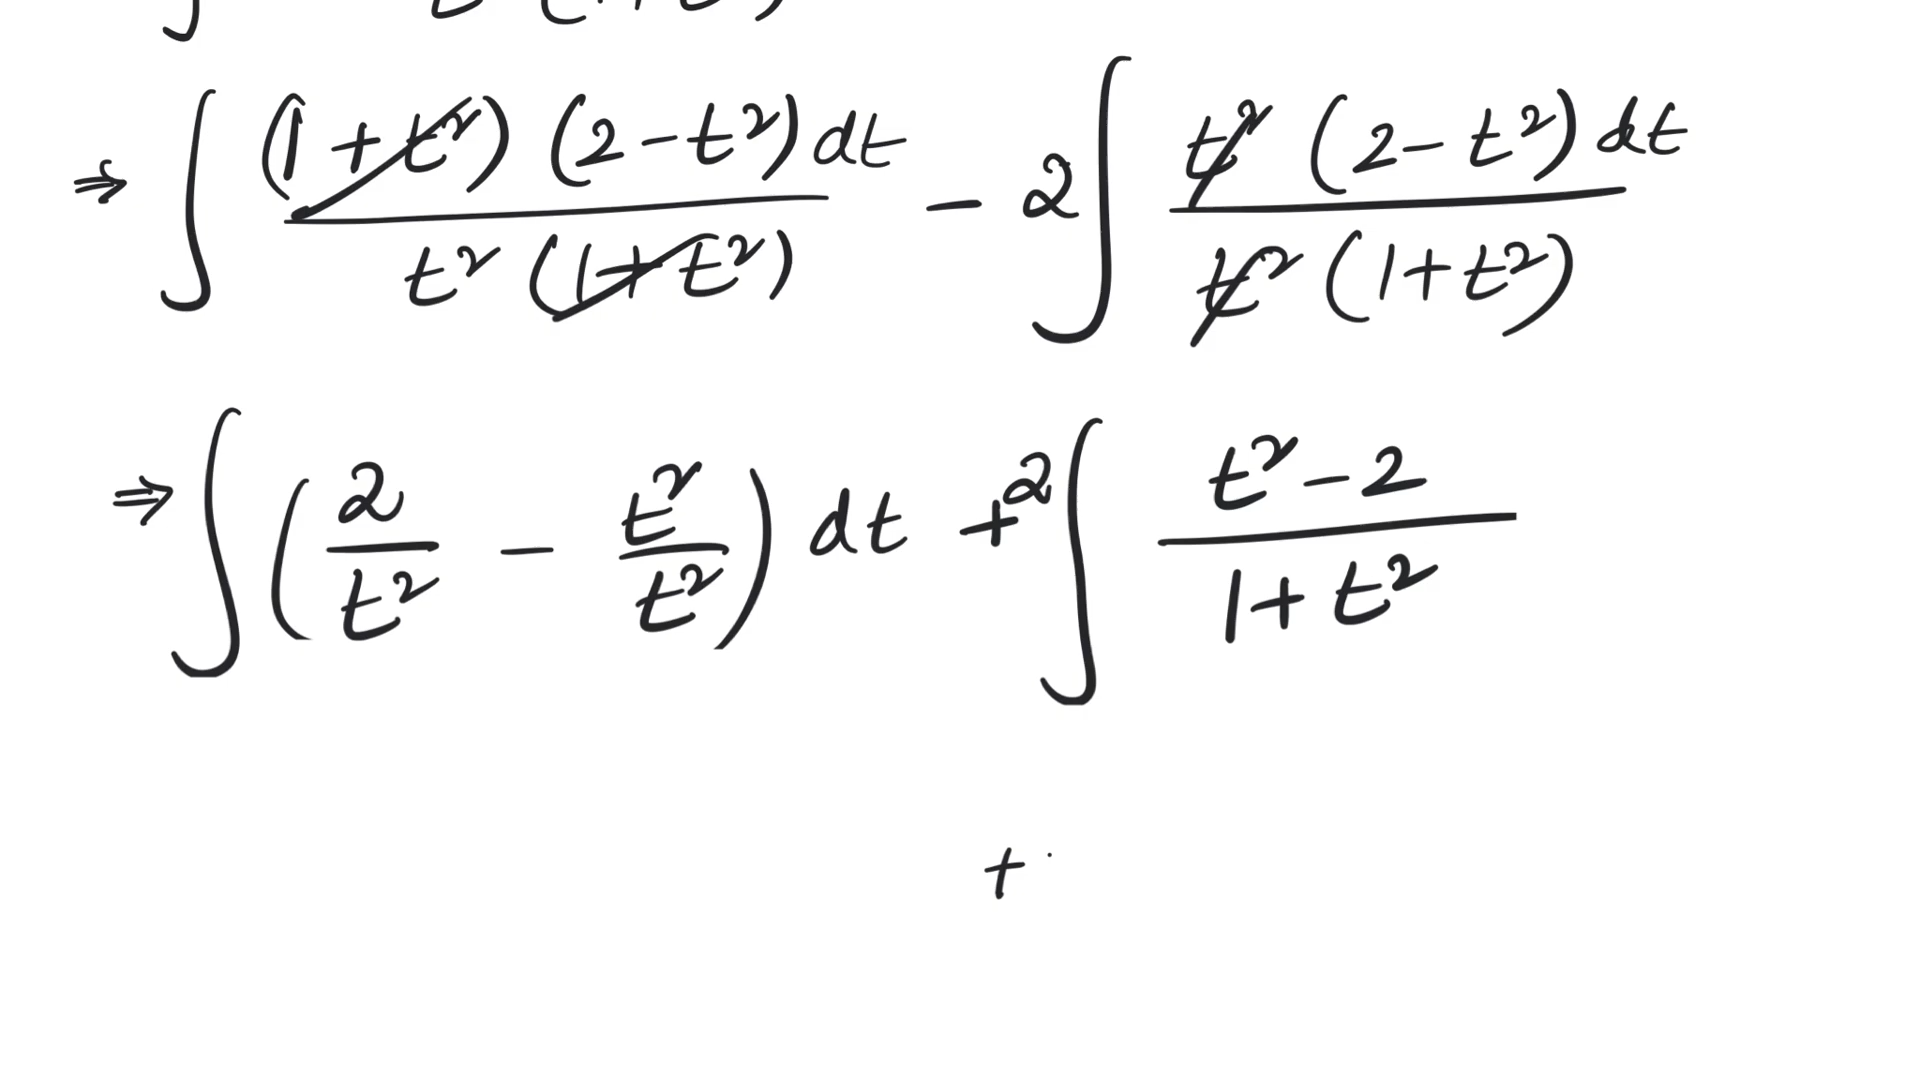 ⇒ ∫ (1 + t²) (2 - t²) dt / t² (1 + t²) - 2 ∫ t² (2 - t²) dt / t² (1 + t²)
⇒ ∫ (2/t² - t²/t²) dt + 2 ∫ t² - 2 / 1 + t²
+